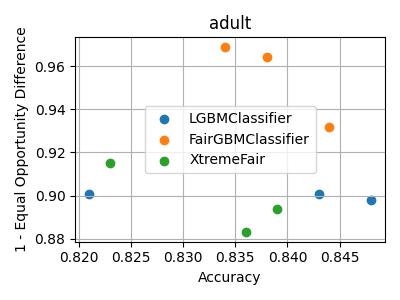 adult
1 - Equal Opportunity Difference
0.96
0.94
0.92
0.90
0.88
LGBMClassifier
FairGBMClassifier
XtremeFair
0.820 0.825 0.830 0.835 0.840 0.845
Accuracy